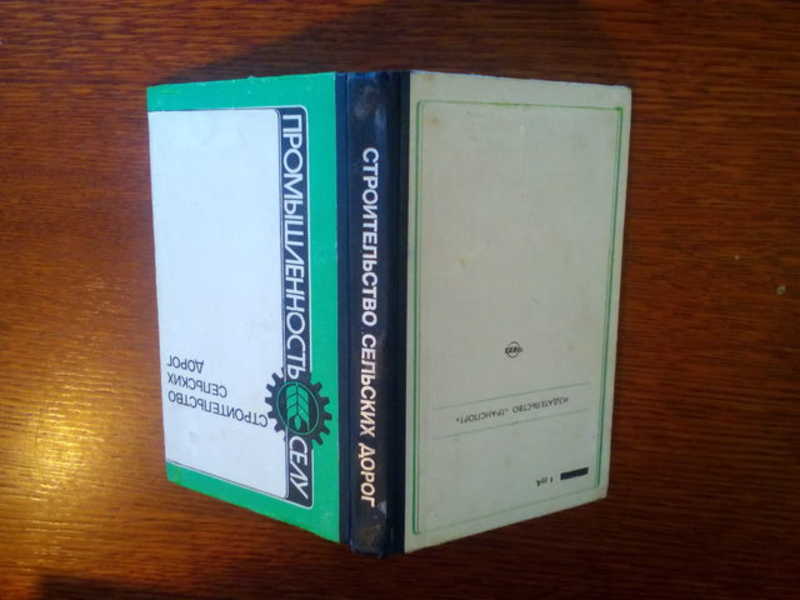 ПРОМЫШЛЕННОСТЬ СЕЛУ
СТРОИТЕЛЬСТВО
СЕЛЬСКИХ
ДОРОГ
СТРОИТЕЛЬСТВО СЕЛЬСКИХ ДОРОГ
ИЗДАТЕЛЬСТВО «ТРАНСПОРТ»